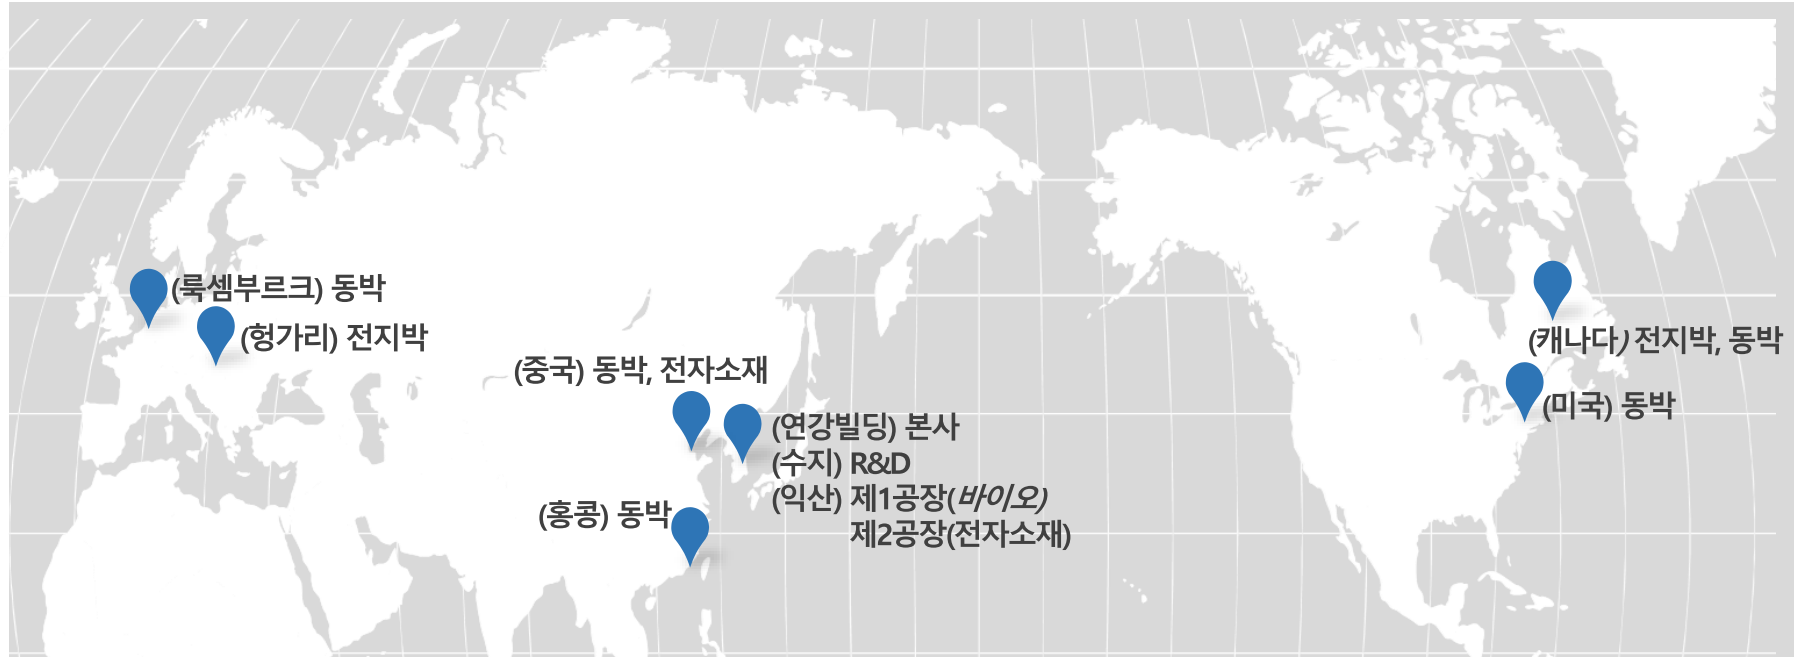 (룩셈부르크) 동박
(헝가리) 전지박
(중국) 동박, 전자소재
(연강빌딩) 본사
(수지) R&D
(익산) 제1공장(바이오)
제2공장(전자소재)
(홍콩) 동박
(캐나다) 전지박, 동박
(미국) 동박